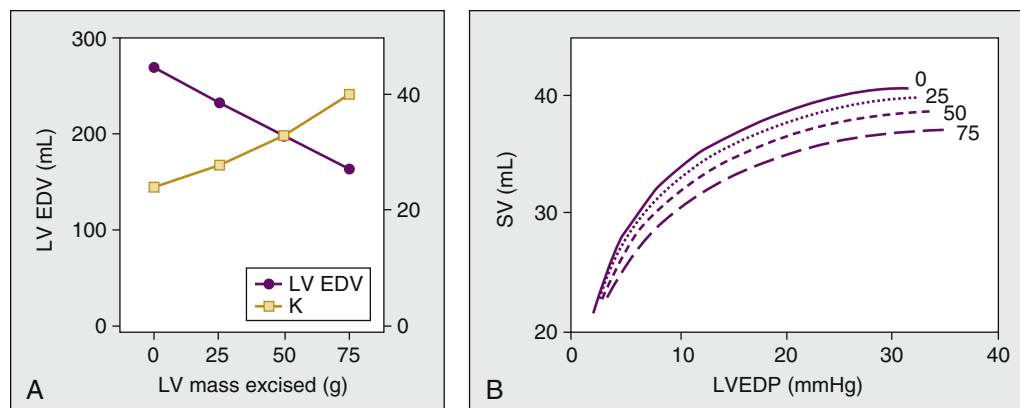 300
200
100
0
LV EDV (mL)
40
20
0
LV EDV
K
0 25 50 75
LV mass excised (g)
A
40
30
20
SV (mL)
0
25
50
75
0 10 20 30 40
LVEDP (mmHg)
B